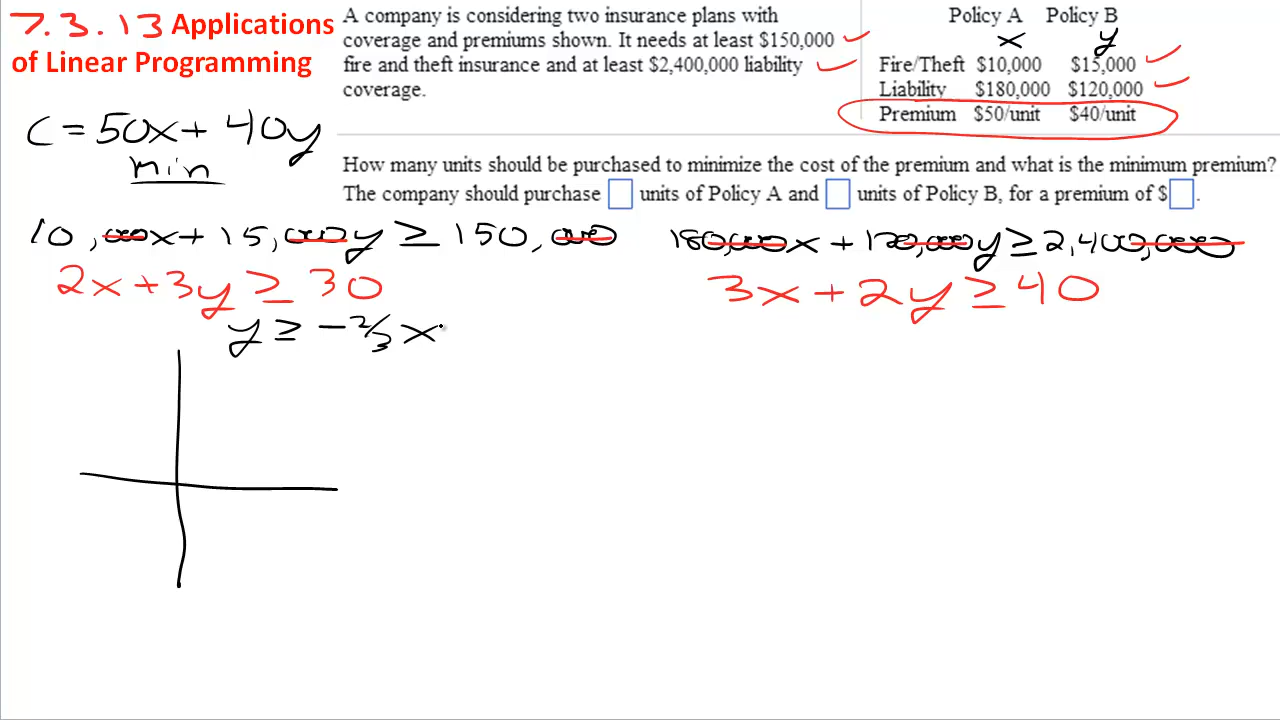 7.3.13 Applications
of Linear Programming
A company is considering two insurance plans with
coverage and premiums shown. It needs at least $150,000
fire and theft insurance and at least $2,400,000 liability
coverage.
Policy A Policy B
x y
Fire/Theft $10,000 $15,000
Liability $180,000 $120,000
Premium $50/unit $40/unit
C = 50x + 40y
min
How many units should be purchased to minimize the cost of the premium and what is the minimum premium?
The company should purchase units of Policy A and units of Policy B, for a premium of $ .
10,000x + 15,000y ≥ 150,000
180,000x + 120,000y ≥ 2,400,000
2x + 3y ≥ 30
3x + 2y ≥ 40
y ≥ -2/3 x